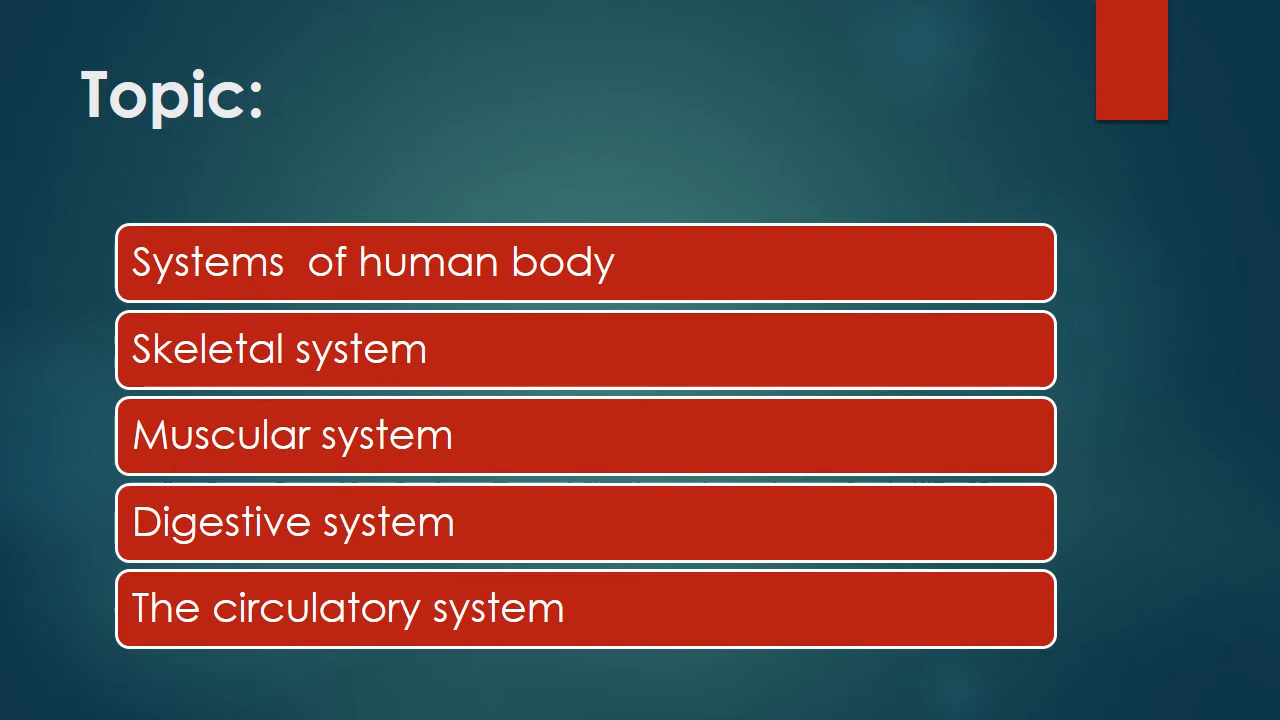 Topic:
Systems  of human body
Skeletal system
Muscular system
Digestive system
The circulatory system